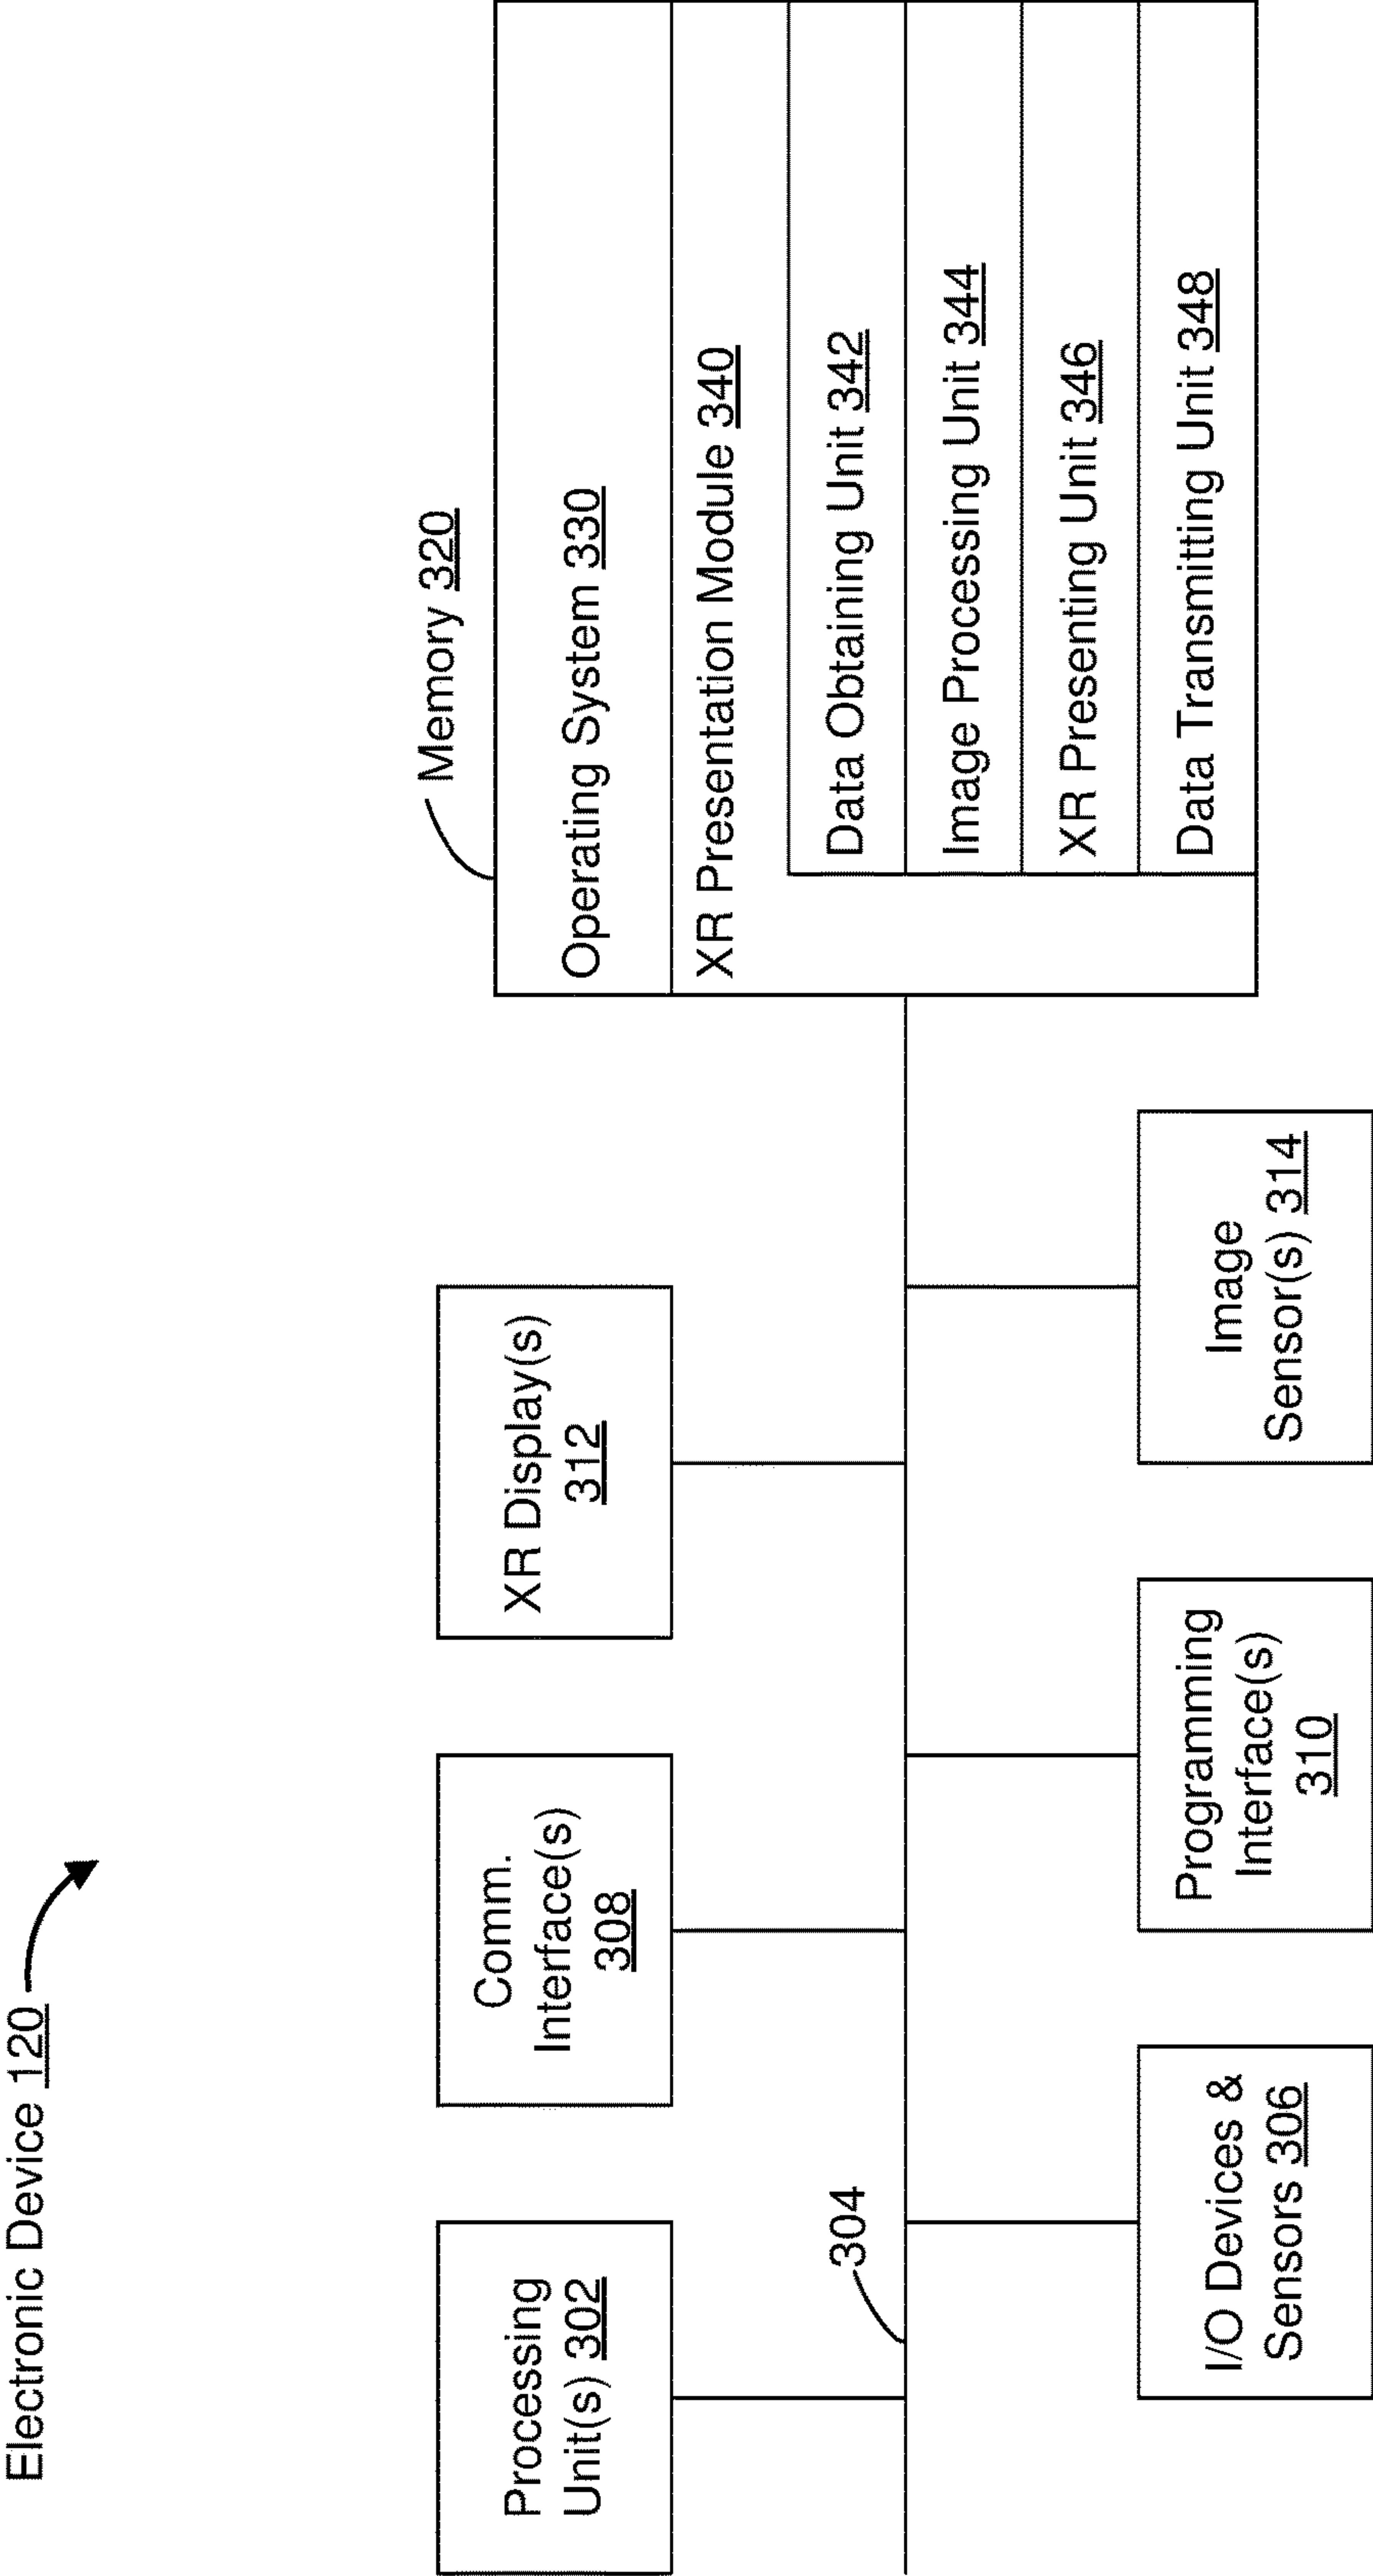 Electronic Device 120
Memory 320
Operating System 330
XR Presentation Module 340
Data Obtaining Unit 342
Image Processing Unit 344
XR Presenting Unit 346
Data Transmitting Unit 348
Processing
Unit(s) 302
Comm.
Interface(s)
308
XR Display(s)
312
304
I/O Devices &
Sensors 306
Programming
Interface(s)
310
Image
Sensor(s) 314